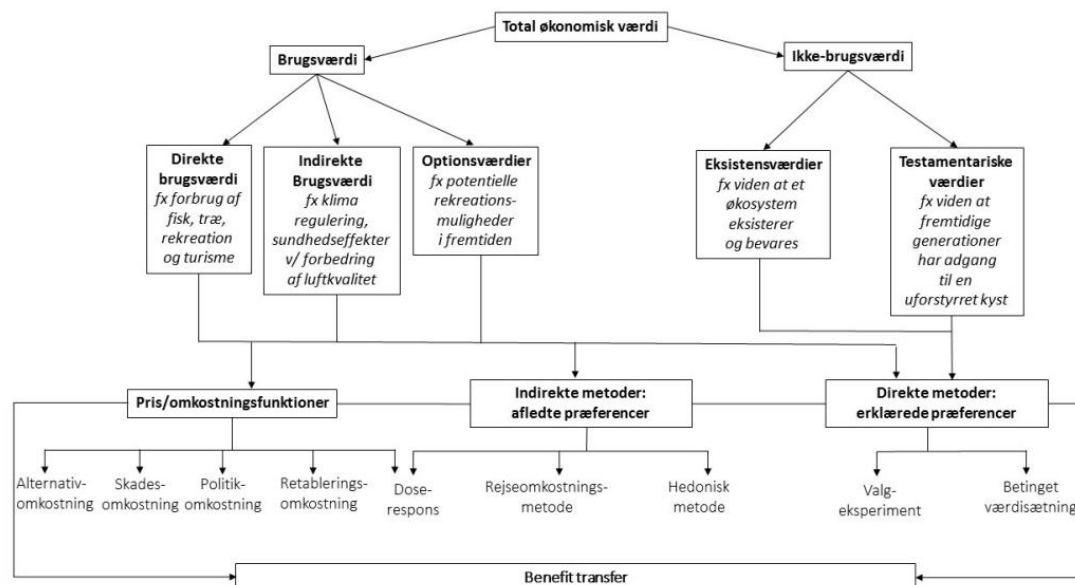 Total økonomisk værdi
Brugsværdi
Ikke-brugsværdi
Direkte
brugsværdi
fx forbrug af
fisk, træ,
rekreation
og turisme
Indirekte
Brugsværdi
fx klima
regulering,
sundhedseffekter
v/ forbedring
af luftkvalitet
Optionsværdier
fx potentielle
rekreations-
muligheder
i fremtiden
Eksistensværdier
fx viden at et
økosystem
eksisterer
og bevares
Testamentariske
værdier
fx viden at
fremtidige
generationer
har adgang
til en
uforstyrret kyst
Pris/omkostningsfunktioner
Indirekte metoder:
afledte præferencer
Direkte metoder:
erklærede præferencer
Alternativ-
omkostning
Skades-
omkostning
Politik-
omkostning
Retablerings-
omkostning
Dose-
respons
Rejseomkostnings-
metode
Hedonisk
metode
Valg-
eksperiment
Betinget
værdisætning
Benefit transfer